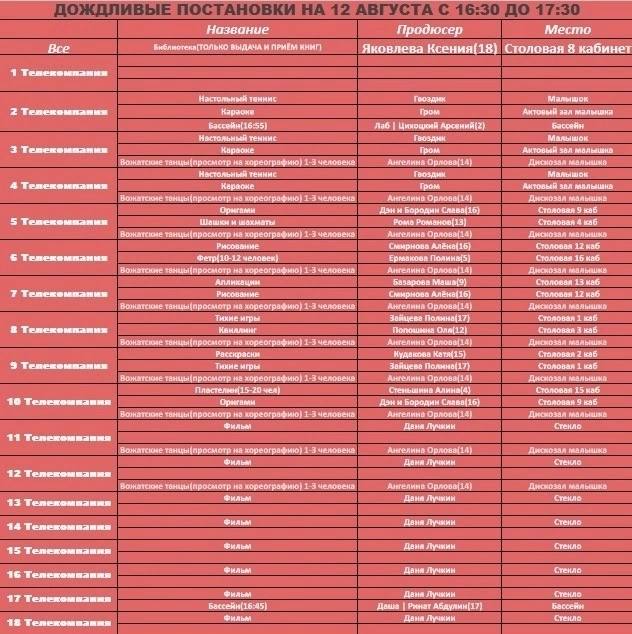 ДОЖДЛИВЫЕ ПОСТАНОВКИ НА 12 АВГУСТА С 16:30 ДО 17:30
Название Продюсер Место
Все Библиотека(ТОЛЬКО ВЫДАЧА И ПРИЁМ КНИГ) Яковлева Ксения(18) Столовая 8 кабинет
1 Телекомпания
2 Телекомпания
Настольный теннис Гвоздик Малышок
Караоке Гром Актовый зал малышка
Бассейн(16:55) Лаб | Цихоцкий Арсений(2) Бассейн
3 Телекомпания
Настольный теннис Гвоздик Малышок
Караоке Гром Актовый зал малышка
Вожатские танцы(просмотр на хореографию) 1-3 человека Ангелина Орлова(14) Дискозал малышка
4 Телекомпания
Настольный теннис Гвоздик Малышок
Караоке Гром Актовый зал малышка
Вожатские танцы(просмотр на хореографию) 1-3 человека Ангелина Орлова(14) Дискозал малышка
5 Телекомпания
Оригами Дэн и Бородин Слава(16) Столовая 9 каб
Шашки и шахматы Рома Романов(13) Столовая 4 каб
Вожатские танцы(просмотр на хореографию) 1-3 человека Ангелина Орлова(14) Дискозал малышка
6 Телекомпания
Рисование Смирнова Алёна(16) Столовая 12 каб
Фетр(10-12 человек) Ермакова Полина(5) Столовая 16 каб
Вожатские танцы(просмотр на хореографию) 1-3 человека Ангелина Орлова(14) Дискозал малышка
7 Телекомпания
Аппликации Базарова Маша(9) Столовая 13 каб
Рисование Смирнова Алёна(16) Столовая 12 каб
Вожатские танцы(просмотр на хореографию) 1-3 человека Ангелина Орлова(14) Дискозал малышка
8 Телекомпания
Тихие игры Зайцева Полина(17) Столовая 1 каб
Квиллинг Попошина Оля(12) Столовая 3 каб
Вожатские танцы(просмотр на хореографию) 1-3 человека Ангелина Орлова(14) Дискозал малышка
9 Телекомпания
Расскраски Кудакова Катя(15) Столовая 2 каб
Тихие игры Зайцева Полина(17) Столовая 1 каб
Вожатские танцы(просмотр на хореографию) 1-3 человека Ангелина Орлова(14) Дискозал малышка
10 Телекомпания
Пластелин(15-20 чел) Стеньшина Алина(4) Столовая 15 каб
Оригами Дэн и Бородин Слава(16) Столовая 9 каб
Вожатские танцы(просмотр на хореографию) 1-3 человека Ангелина Орлова(14) Дискозал малышка
11 Телекомпания
Фильм Даня Лучкин Стекло
Вожатские танцы(просмотр на хореографию) 1-3 человека Ангелина Орлова(14) Дискозал малышка
12 Телекомпания
Фильм Даня Лучкин Стекло
Вожатские танцы(просмотр на хореографию) 1-3 человека Ангелина Орлова(14) Дискозал малышка
13 Телекомпания
Фильм Даня Лучкин Стекло
14 Телекомпания
Фильм Даня Лучкин Стекло
15 Телекомпания
Фильм Даня Лучкин Стекло
16 Телекомпания
Фильм Даня Лучкин Стекло
17 Телекомпания
Фильм Даня Лучкин Стекло
Бассейн(16:45) Даша | Ринат Абдулин(17) Бассейн
18 Телекомпания
Фильм Даня Лучкин Стекло